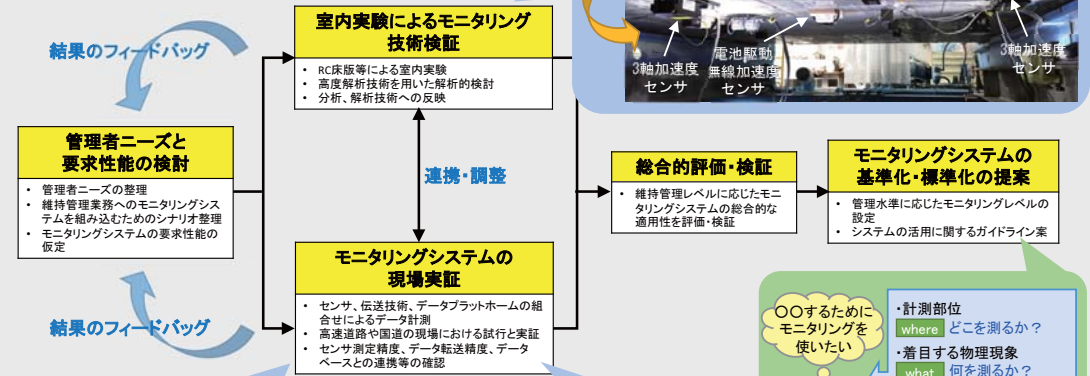 室内実験によるモニタリング
技術検証
• RC床版等による室内実験
• 高度解析技術を用いた解析的検討
• 分析、解析技術への反映
結果のフィードバッグ
3軸加速度
センサ
電池駆動
無線加速度
センサ
3軸加速度
センサ
管理者ニーズと
要求性能の検討
• 管理者ニーズの整理
• 維持管理業務へのモニタリングシス
テムを組み込むためのシナリオ整理
• モニタリングシステムの要求性能の
仮定
連携・調整
総合的評価・検証
• 維持管理レベルに応じたモニ
タリングシステムの総合的な
適用性を評価・検証
モニタリングシステムの
基準化・標準化の提案
• 管理水準に応じたモニタリングレベルの
設定
• システムの活用に関するガイドライン案
モニタリングシステムの
現場実証
• センサ、伝送技術、データプラットホームの組
合せによるデータ計測
• 高速道路や国道の現場における試行と実証
• センサ測定精度、データ転送精度、データ
ベースとの連携等の確認
結果のフィードバッグ
〇〇するために
モニタリングを
使いたい
・計測部位
where どこを測るか？
・着目する物理現象
what 何を測るか？